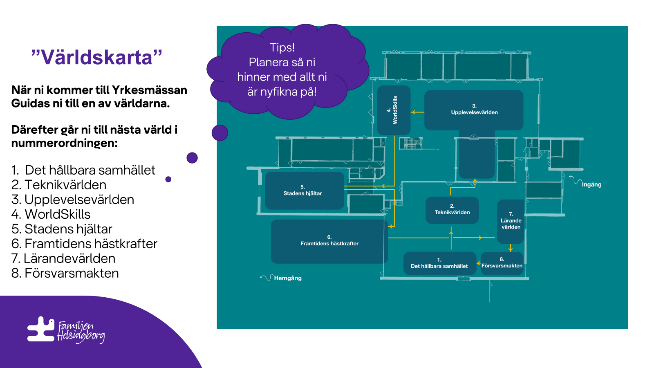 ”Världskarta”
När ni kommer till Yrkesmässan
Guidas ni till en av världarna.
Därefter går ni till nästa värld i
nummerordningen:
1. Det hållbara samhället
2. Teknikvärlden
3. Upplevelsevärlden
4. WorldSkills
5. Stadens hjältar
6. Framtidens hästkrafter
7. Lärandevärlden
8. Försvarsmakten
Familjen
Helsingborg
Tips!
Planera så ni
hinner med allt ni
är nyfikna på!
4.
WorldSkills
3.
Upplevelsevärlden
Ingång
5.
Stadens hjältar
2.
Teknikvärlden
7.
Lärande
världen
6.
Framtidens hästkrafter
1.
Det hållbara samhället
8.
Försvarsmakten
Hemgång